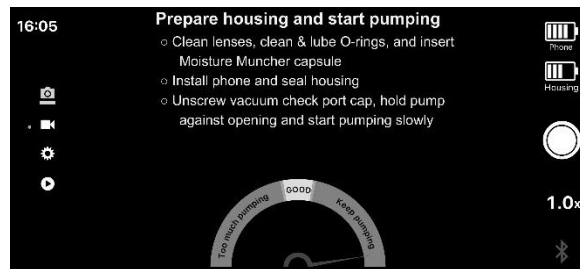 16:05
Prepare housing and start pumping
○ Clean lenses, clean & lube O-rings, and insert
Moisture Muncher capsule
○ Install phone and seal housing
○ Unscrew vacuum check port cap, hold pump
against opening and start pumping slowly
Phone
Housing
1.0x
Too much pumping
GOOD
Keep pumping